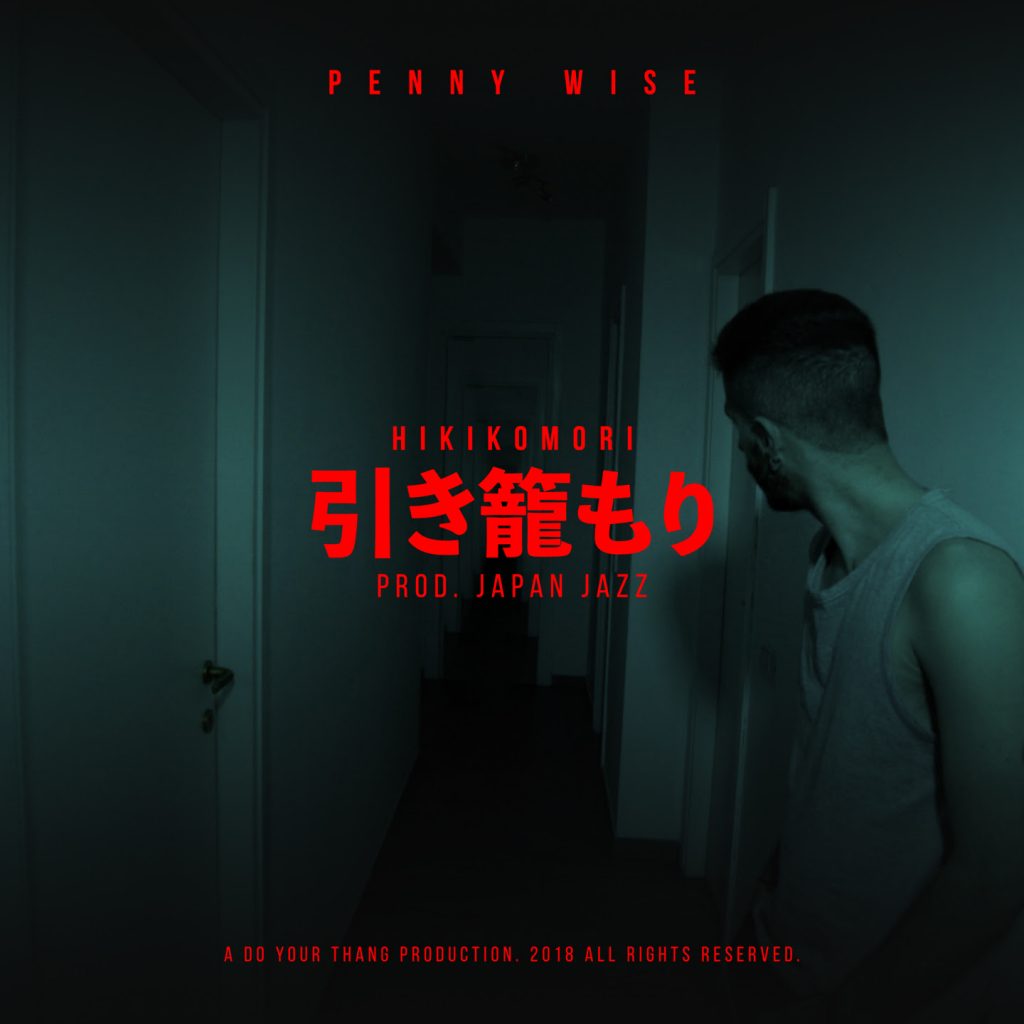 PENNY WISE
HIKIKOMORI
引き籠もり
PROD. JAPAN JAZZ
A DO YOUR THANG PRODUCTION. 2018 ALL RIGHTS RESERVED.